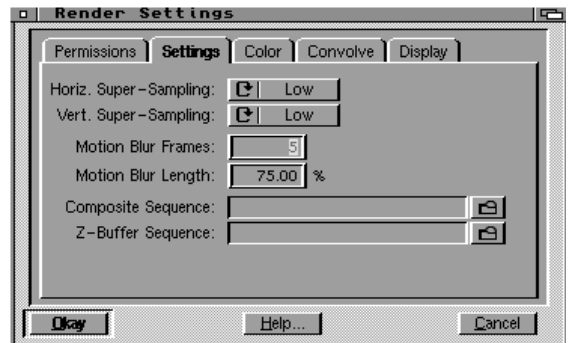 Render Settings
Permissions Settings Color Convolve Display
Horiz. Super-Sampling: Low
Vert. Super-Sampling: Low
Motion Blur Frames: 5
Motion Blur Length: 75.00 %
Composite Sequence:
Z-Buffer Sequence:
Okay Help... Cancel